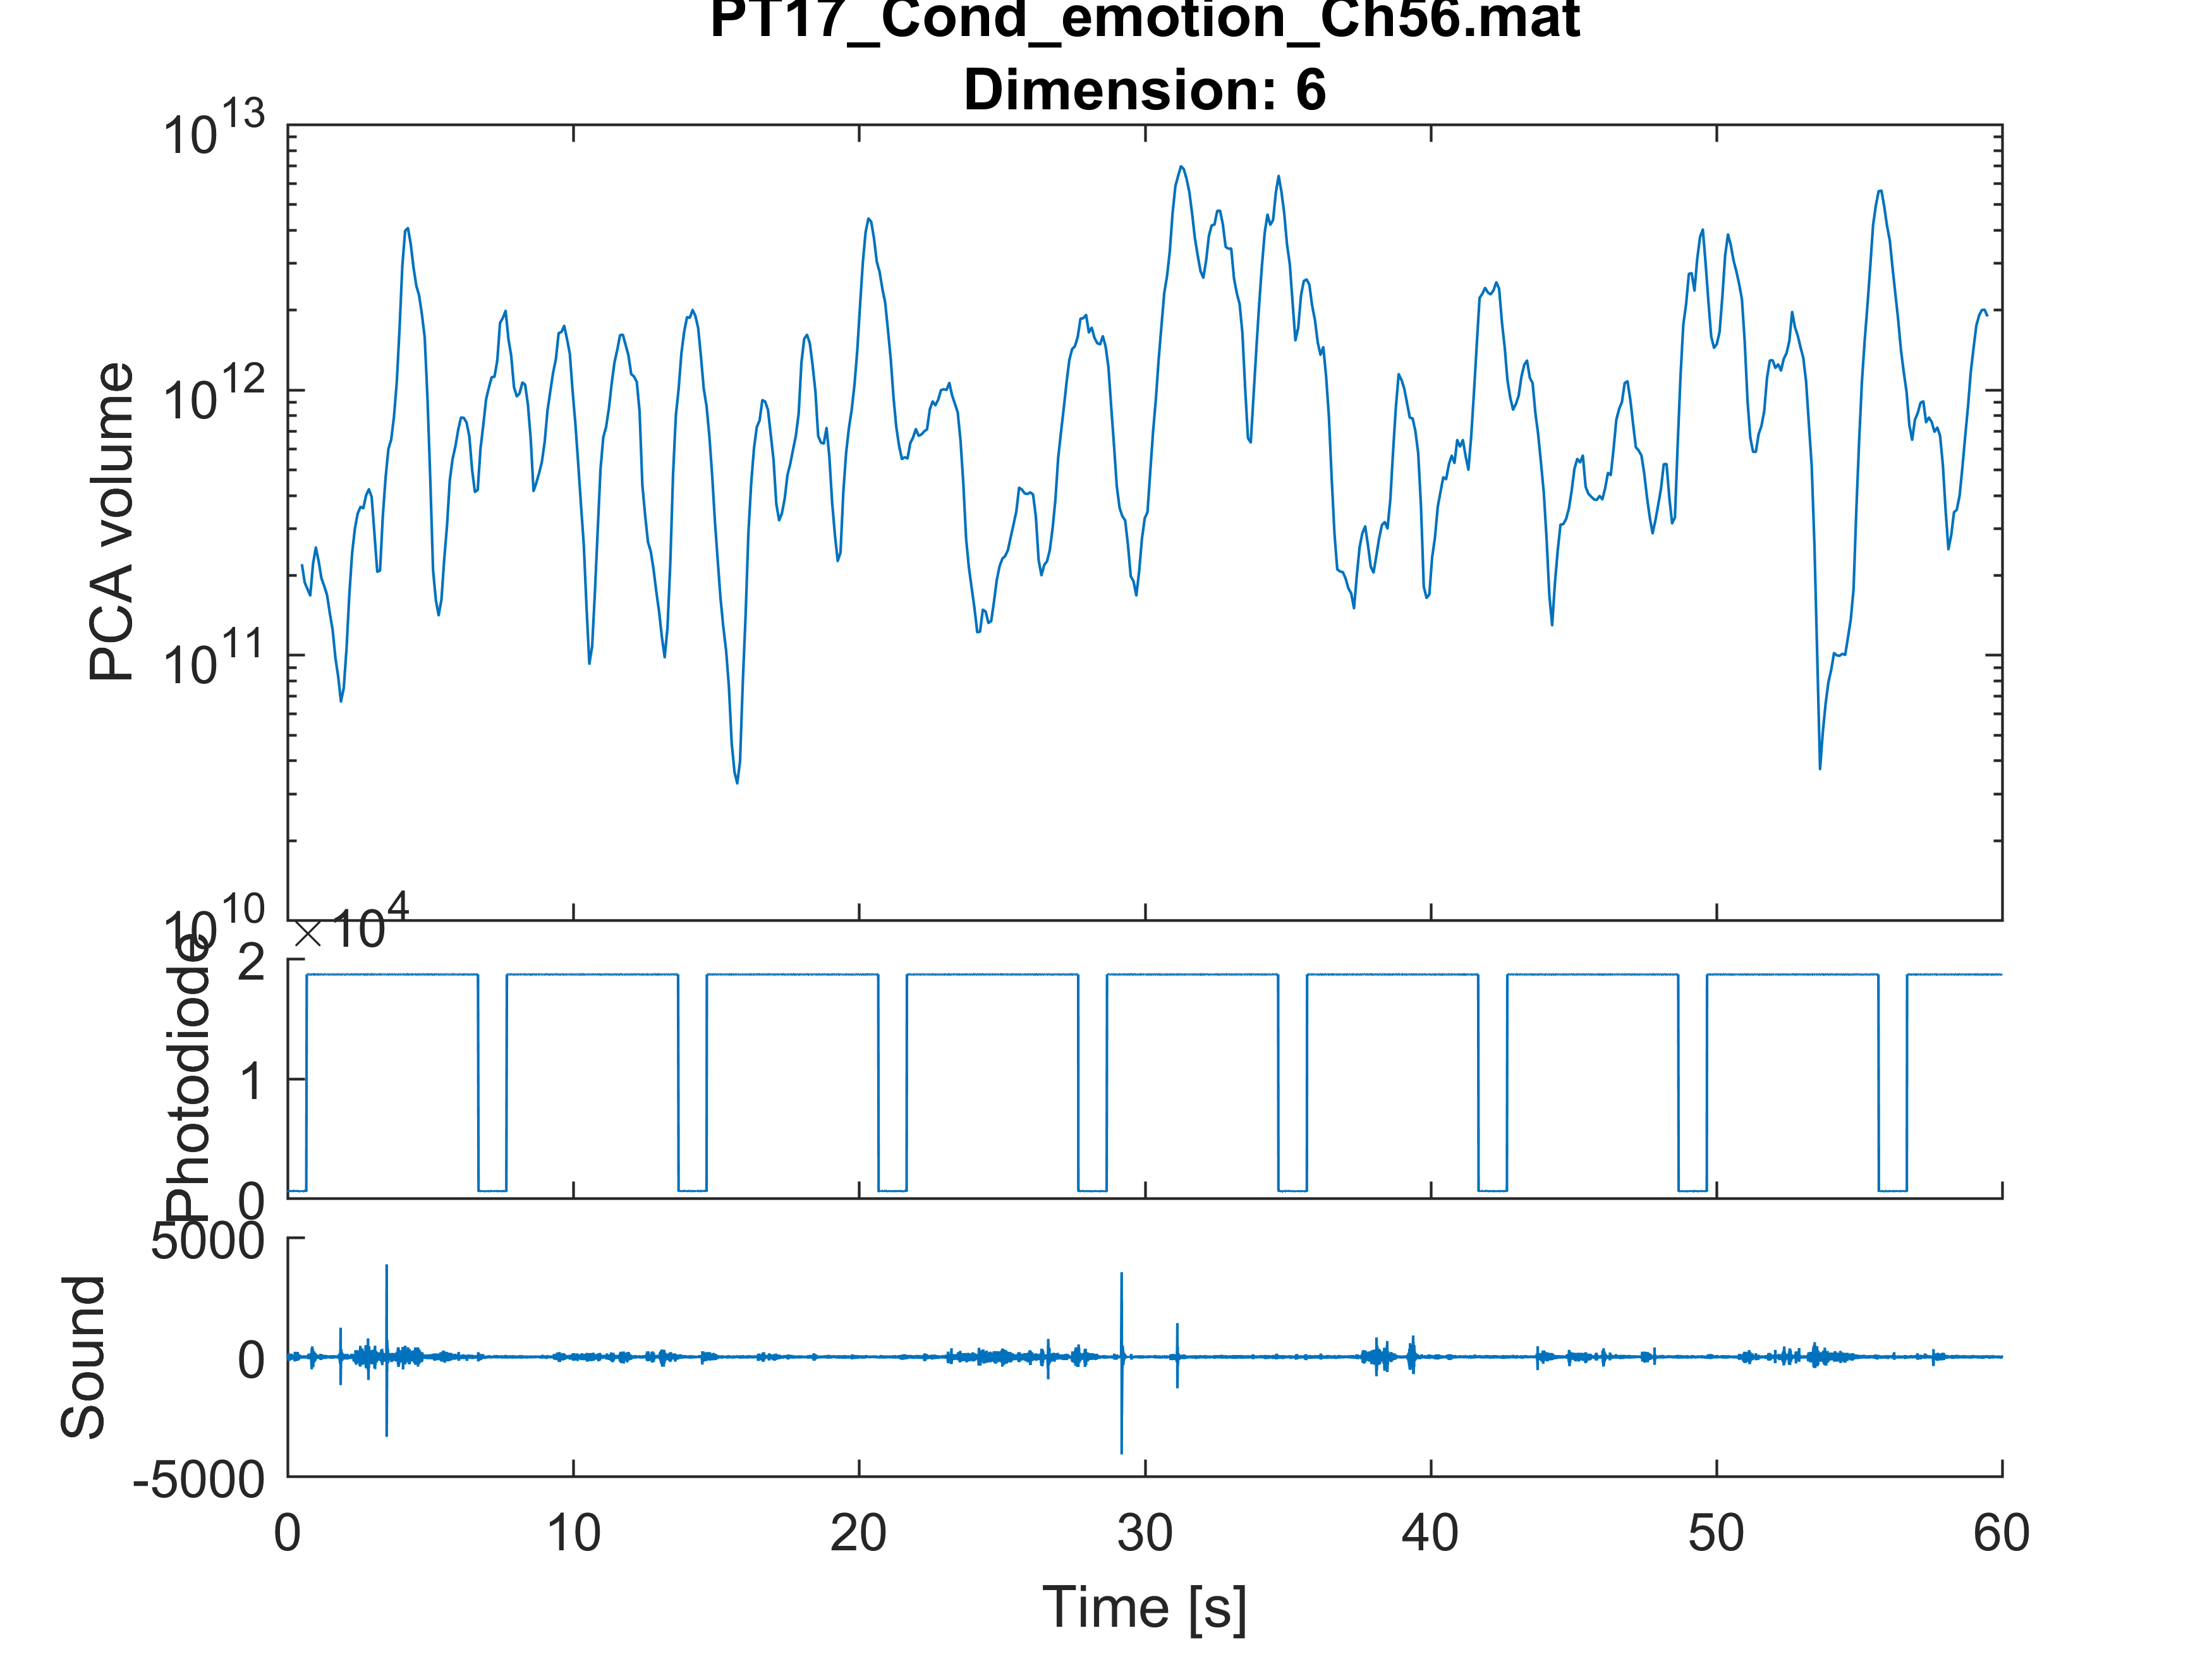 PT17_Cond_emotion_Ch56.mat
Dimension: 6
10^13
10^12
10^11
10^10
PCA volume
× 10^4
2
1
0
Photodiode
5000
0
-5000
Sound
0 10 20 30 40 50 60
Time [s]